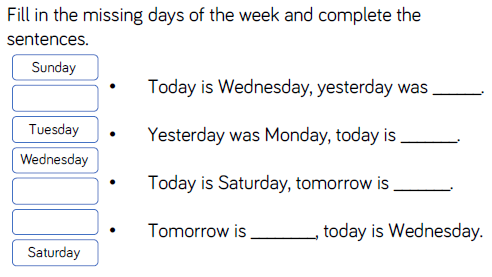 Fill in the missing days of the week and complete the
sentences.
Sunday
• Today is Wednesday, yesterday was _____.
Tuesday
• Yesterday was Monday, today is ______.
Wednesday
• Today is Saturday, tomorrow is ______.
• Tomorrow is _______, today is Wednesday.
Saturday